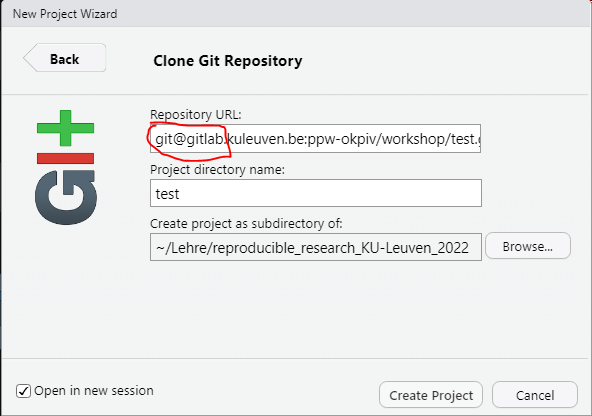 New Project Wizard
Back
Clone Git Repository
GIt
Repository URL:
git@gitlab.kuleuven.be:ppw-okpiv/workshop/test.g
Project directory name:
test
Create project as subdirectory of:
~/Lehre/reproducible_research_KU-Leuven_2022
Browse...
Open in new session
Create Project
Cancel